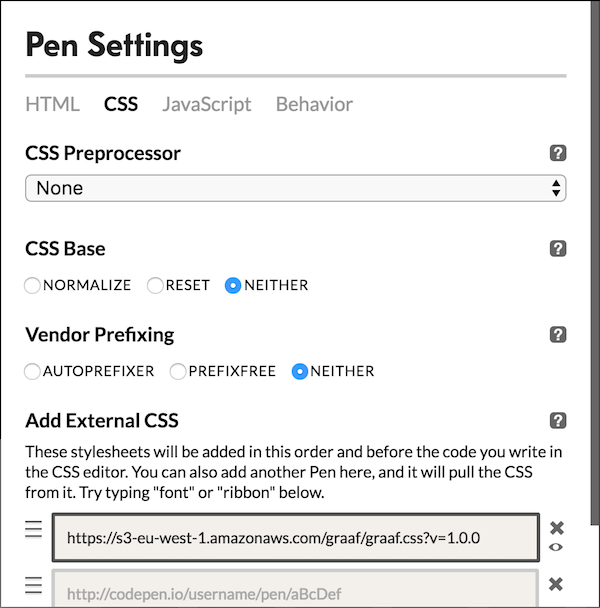 Pen Settings
HTML CSS JavaScript Behavior
CSS Preprocessor ?
None
CSS Base ?
NORMALIZE RESET NEITHER
Vendor Prefixing ?
AUTOPREFIXER PREFIXFREE NEITHER
Add External CSS ?
These stylesheets will be added in this order and before the code you write in
the CSS editor. You can also add another Pen here, and it will pull the CSS
from it. Try typing "font" or "ribbon" below.
https://s3-eu-west-1.amazonaws.com/graaf/graaf.css?v=1.0.0
http://codepen.io/username/pen/aBcDef